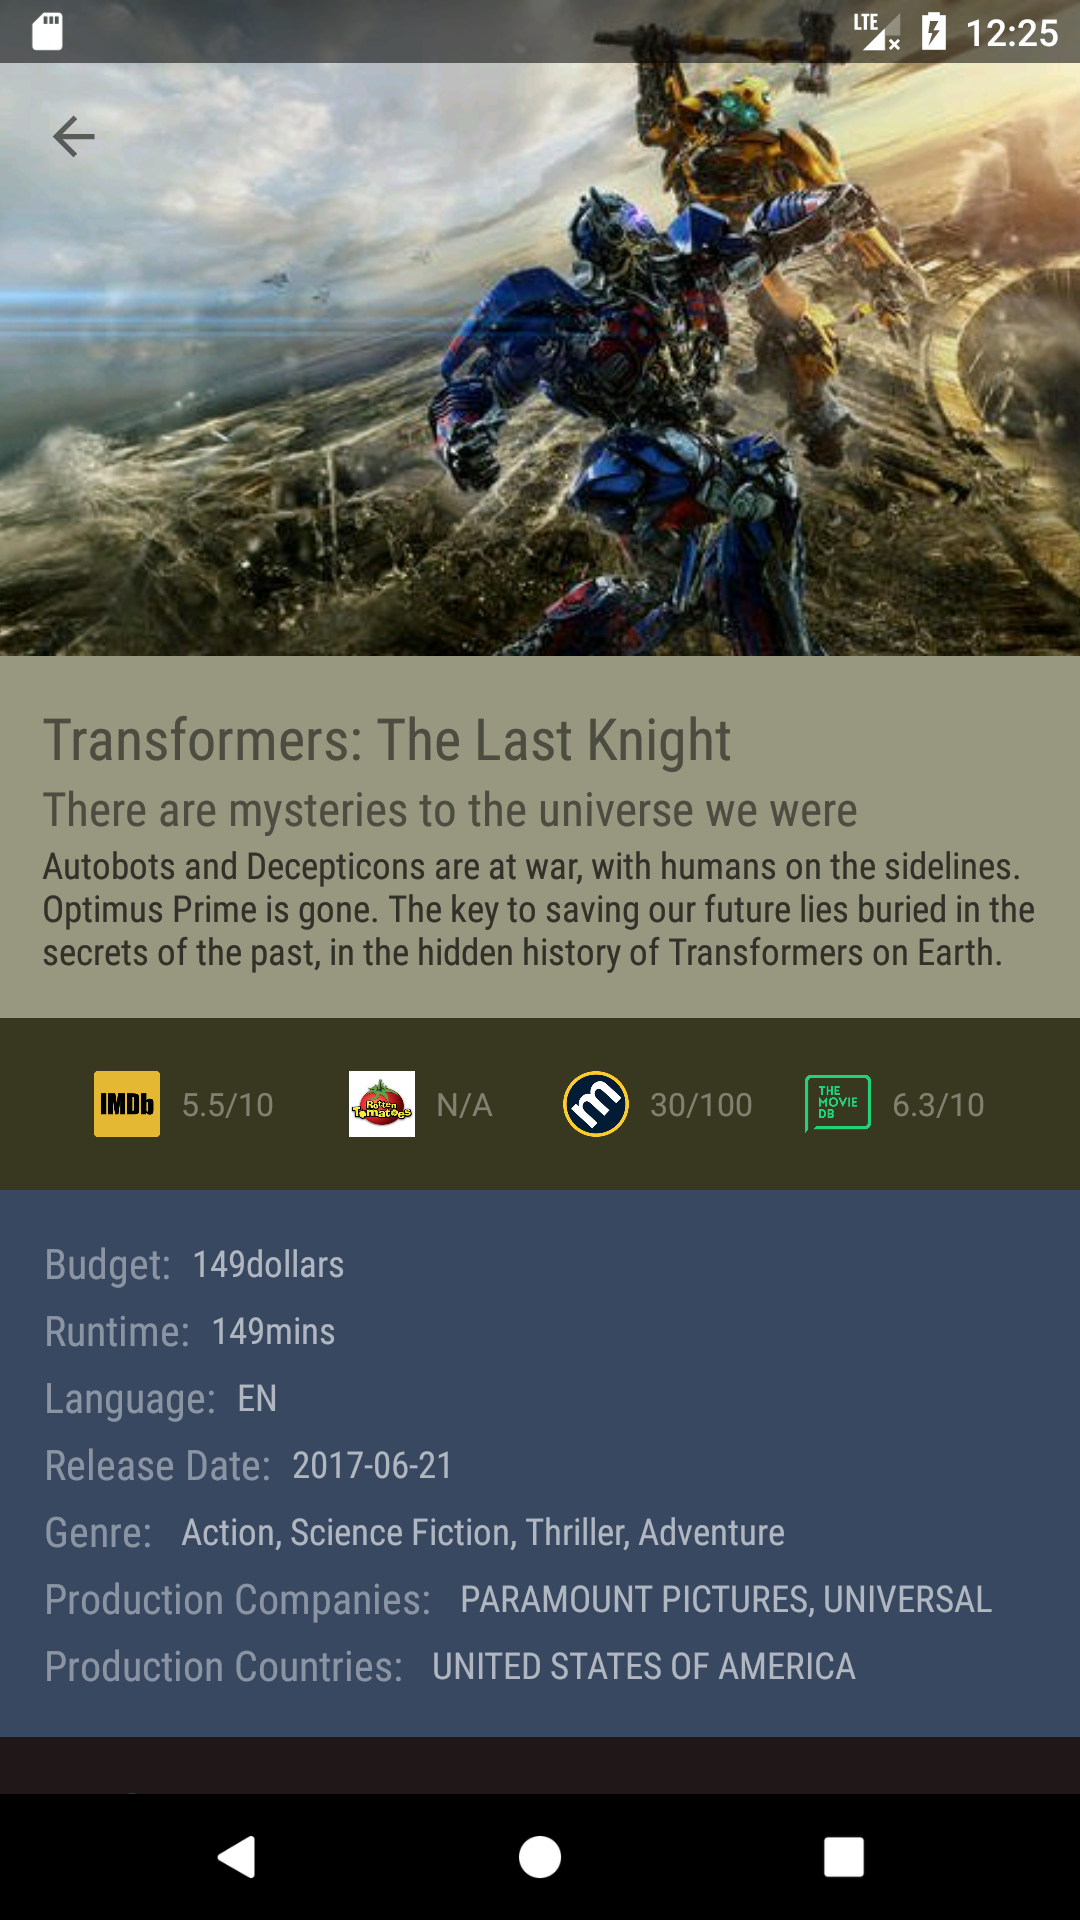 LTE 12:25
Transformers: The Last Knight
There are mysteries to the universe we were
Autobots and Decepticons are at war, with humans on the sidelines.
Optimus Prime is gone. The key to saving our future lies buried in the
secrets of the past, in the hidden history of Transformers on Earth.
IMDb 5.5/10 Rotten Tomatoes N/A m 30/100 THE MOVIE DB 6.3/10
Budget: 149dollars
Runtime: 149mins
Language: EN
Release Date: 2017-06-21
Genre: Action, Science Fiction, Thriller, Adventure
Production Companies: PARAMOUNT PICTURES, UNIVERSAL
Production Countries: UNITED STATES OF AMERICA